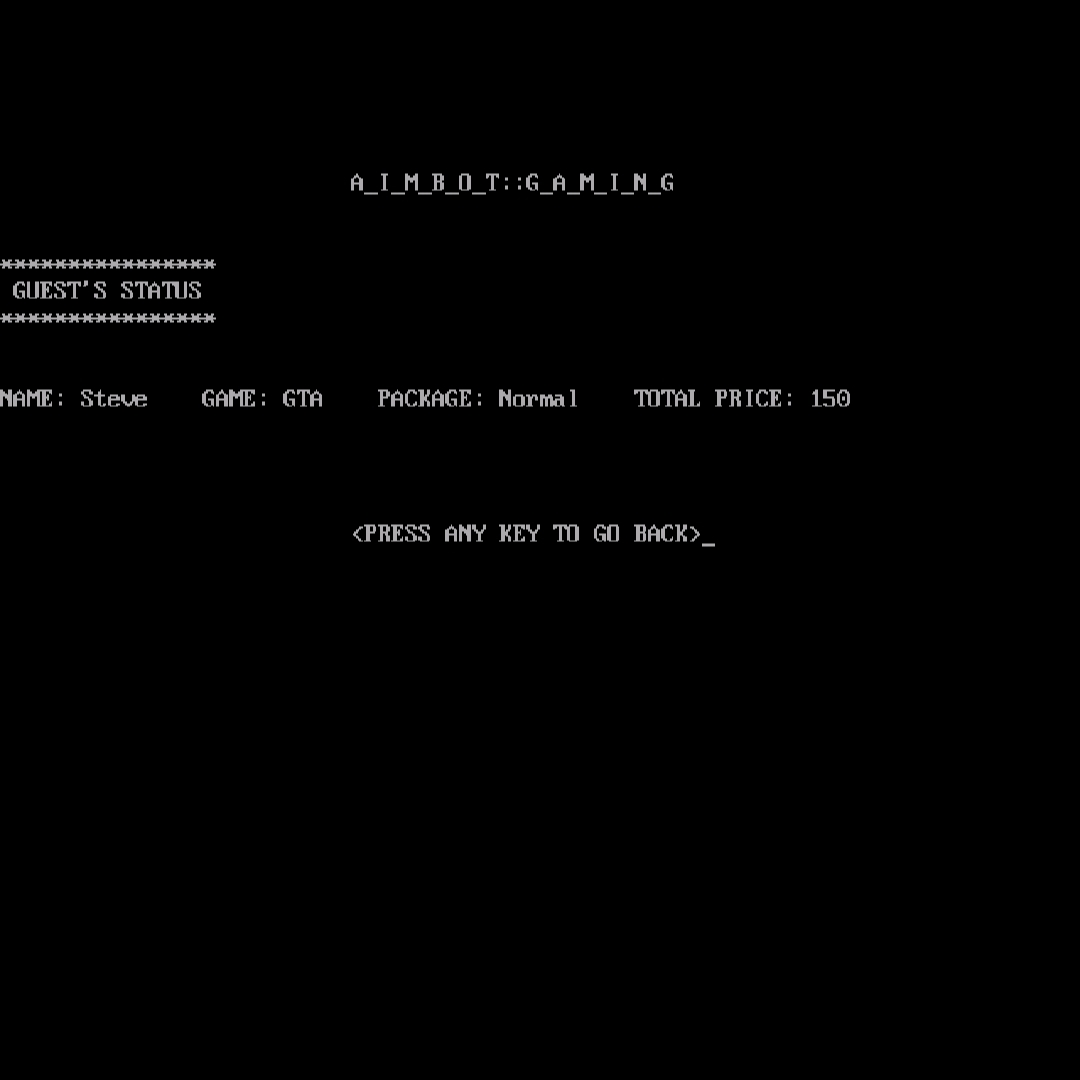 A_I_M_B_O_T::G_A_M_I_N_G
****************
GUEST'S STATUS
****************
NAME: Steve    GAME: GTA    PACKAGE: Normal    TOTAL PRICE: 150
<PRESS ANY KEY TO GO BACK>_